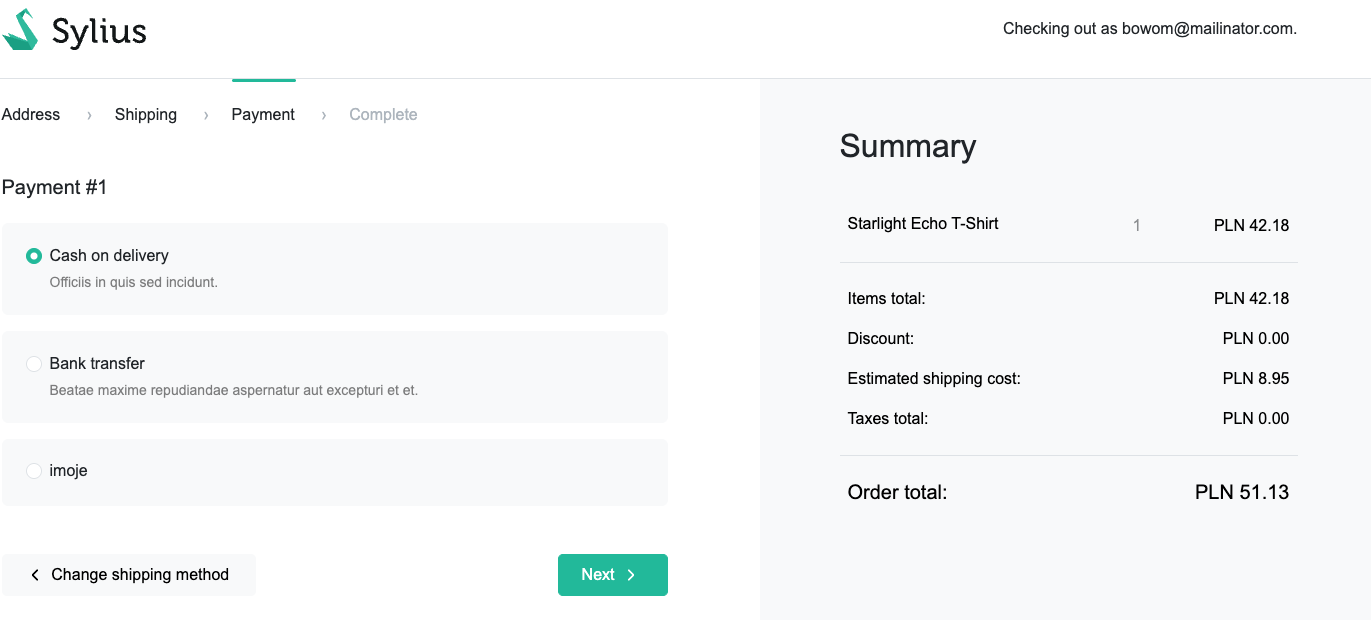 Sylius
Checking out as bowom@mailinator.com.
Address › Shipping › Payment › Complete
Payment #1
Cash on delivery
Officiis in quis sed incidunt.
Bank transfer
Beatae maxime repudiandae aspernatur aut excepturi et et.
imoje
Change shipping method
Next
Summary
Starlight Echo T-Shirt 1 PLN 42.18
Items total: PLN 42.18
Discount: PLN 0.00
Estimated shipping cost: PLN 8.95
Taxes total: PLN 0.00
Order total: PLN 51.13